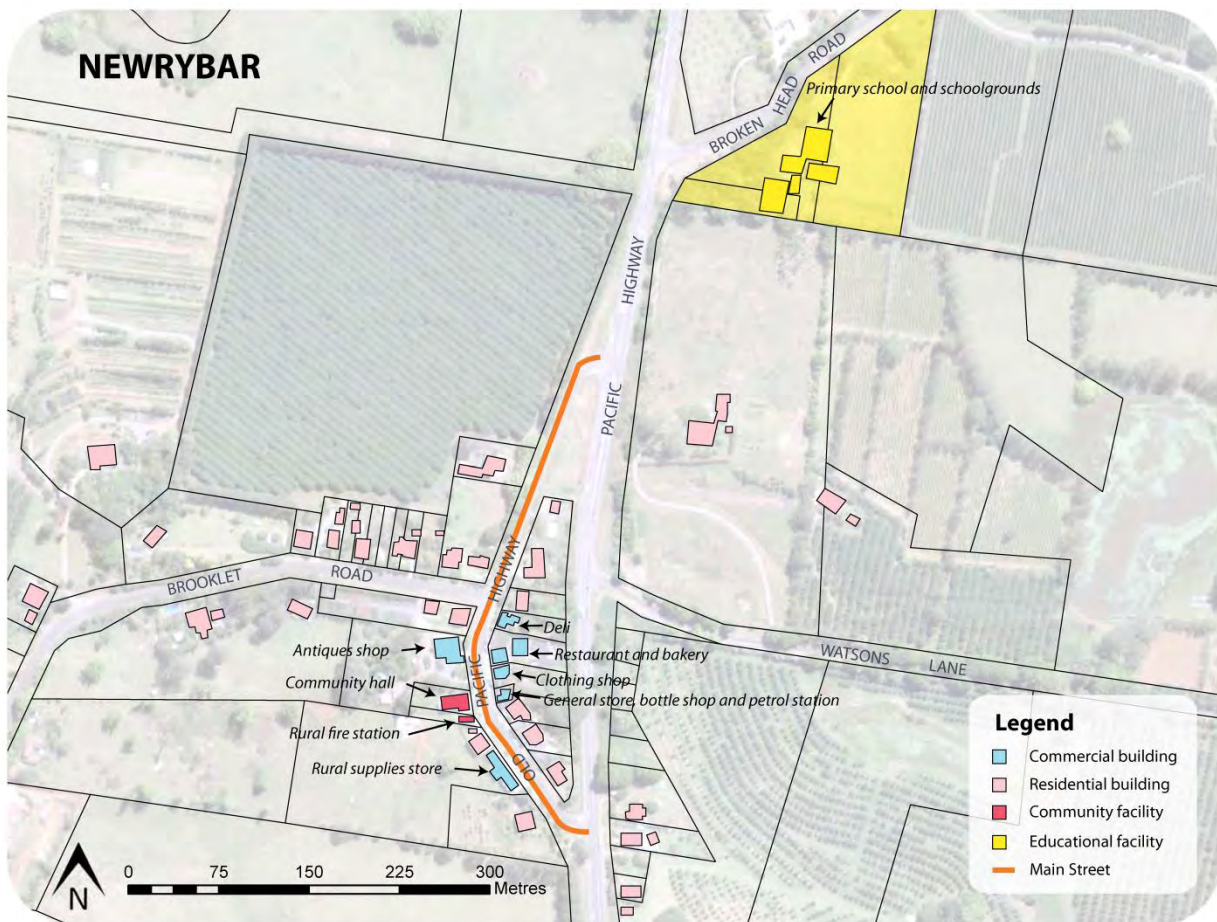 NEWRYBAR
BROKEN HEAD ROAD
Primary school and schoolgrounds
PACIFIC HIGHWAY
BROOKLET ROAD
OLD PACIFIC HIGHWAY
Deli
Antiques shop
Restaurant and bakery
WATSONS LANE
Clothing shop
Community hall
General store, bottle shop and petrol station
Rural fire station
Rural supplies store
Legend
Commercial building
Residential building
Community facility
Educational facility
Main Street
N
0 75 150 225 300
Metres